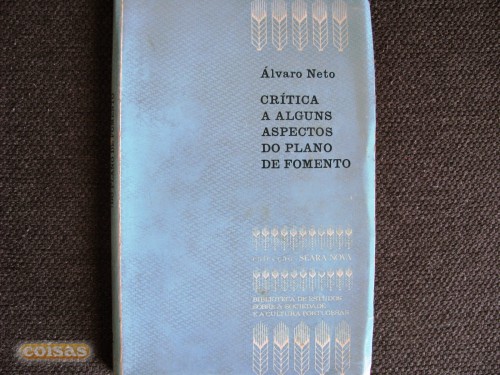 Álvaro Neto
CRÍTICA
A ALGUNS
ASPECTOS
DO PLANO
DE FOMENTO
SEARA NOVA
BIBLIOTECA DE ESTUDOS
SOBRE A SOCIEDADE
E A CULTURA PORTUGUESA
coisas